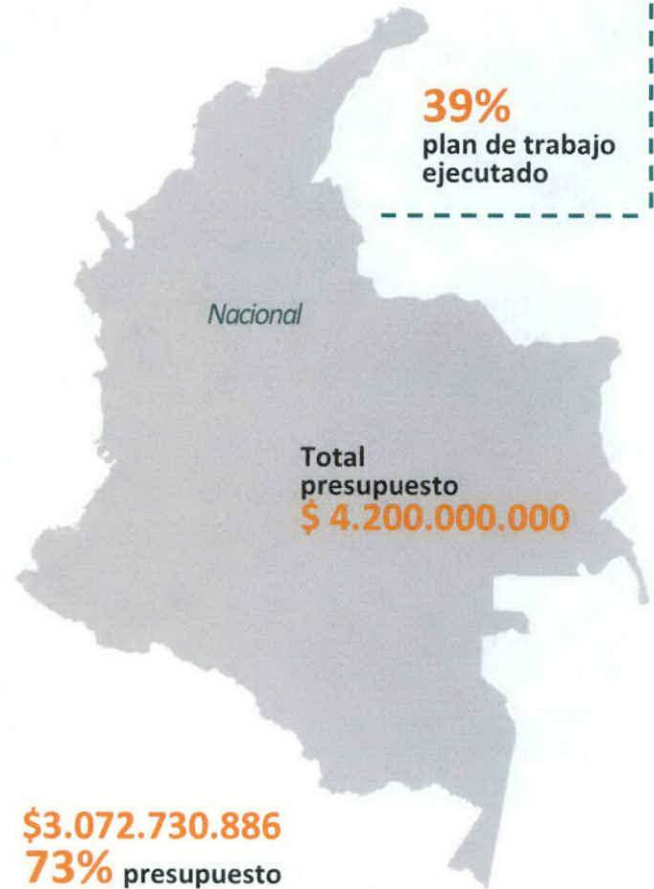 39%
plan de trabajo
ejecutado
Nacional
Total
presupuesto
$ 4.200.000.000
$3.072.730.886
73% presupuesto